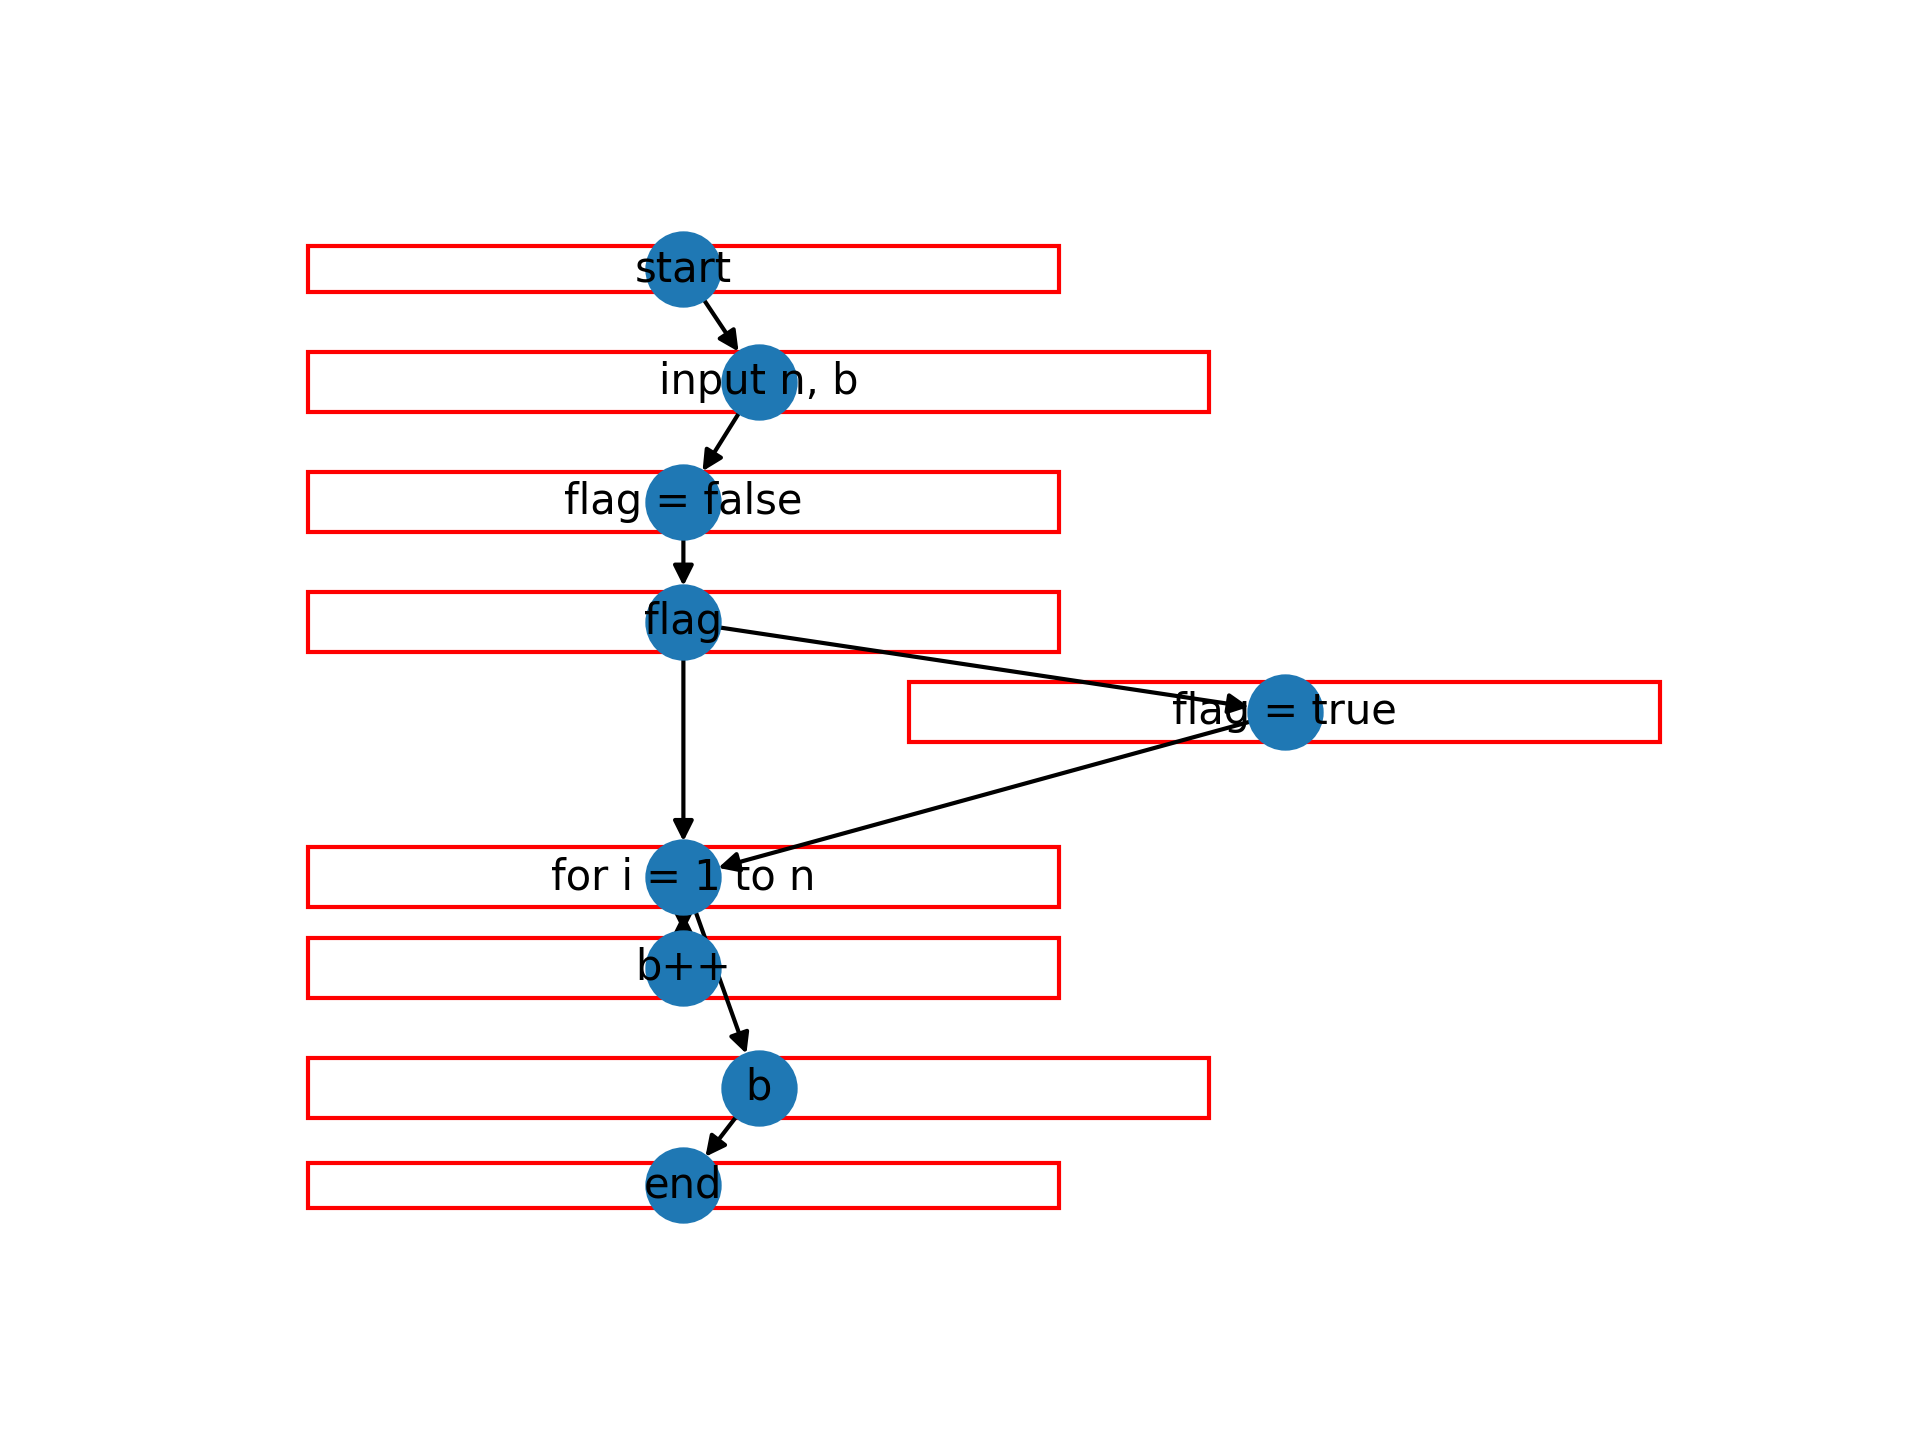 start
input n, b
flag = false
flag
flag = true
for i = 1 to n
b++
b
end